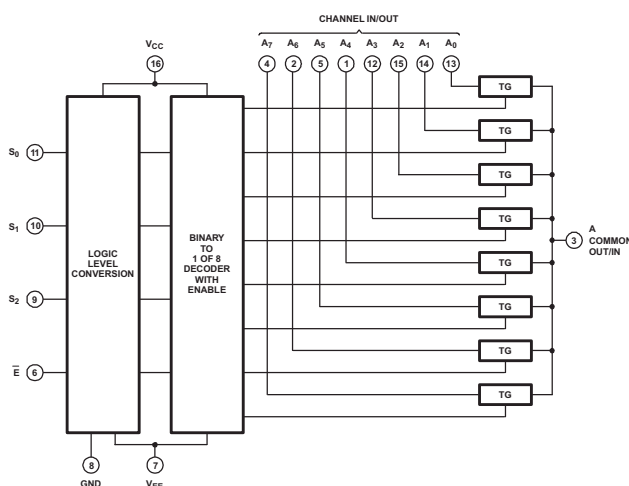 CHANNEL IN/OUT
VCC
A7 A6 A5 A4 A3 A2 A1 A0
16
4 2 5 1 12 15 14 13
TG
TG
S0 11
TG
TG
S1 10
LOGIC
LEVEL
CONVERSION
BINARY
TO
1 OF 8
DECODER
WITH
ENABLE
3
A
COMMON
OUT/IN
TG
S2 9
TG
TG
E̅ 6
TG
8
7
GND
VEE